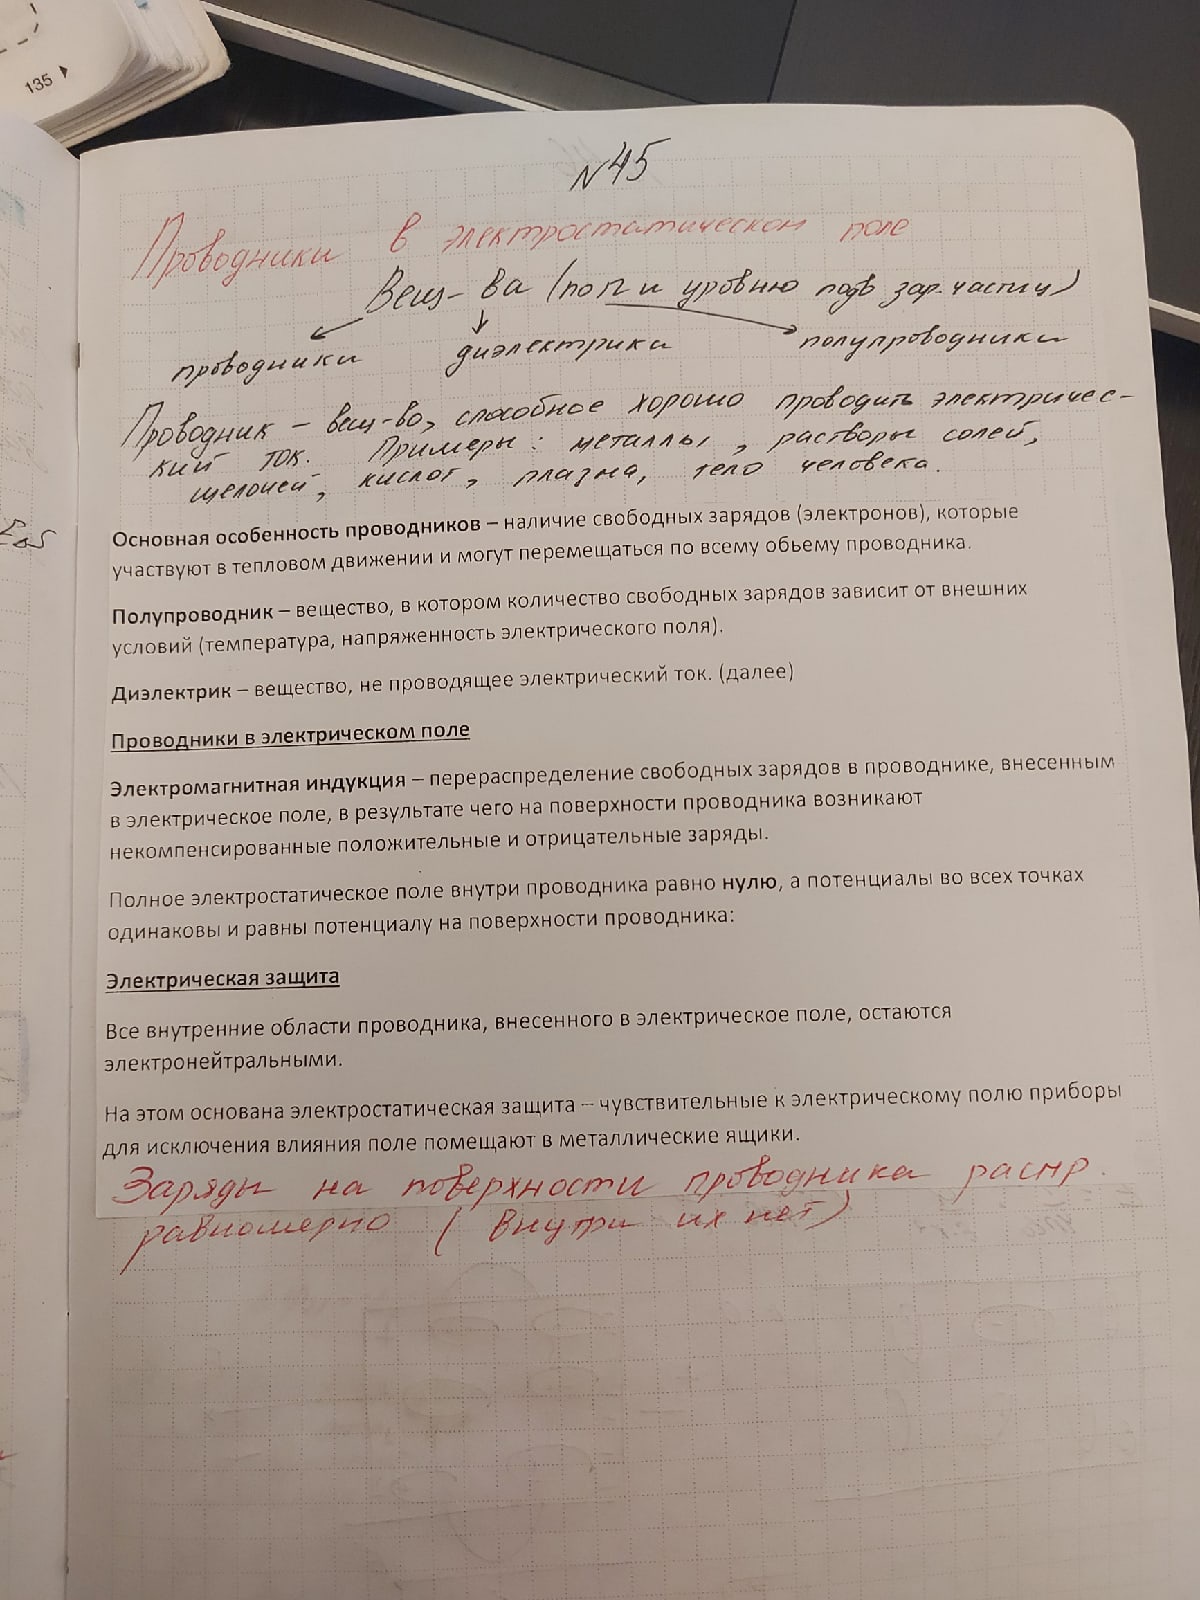 135
N45
Проводники в электростатическом поле
Вещ-ва (по п и уровню подв зар. частиц)
проводники диэлектрики полупроводники
Проводник – вещ-во, способное хорошо проводить электричес-
кий ток. Примеры: металлы, растворы солей,
щелочей, кислот, плазма, тело человека.
Основная особенность проводников – наличие свободных зарядов (электронов), которые
участвуют в тепловом движении и могут перемещаться по всему обьему проводника.
Полупроводник – вещество, в котором количество свободных зарядов зависит от внешних
условий (температура, напряженность электрического поля).
Диэлектрик – вещество, не проводящее электрический ток. (далее)
Проводники в электрическом поле
Электромагнитная индукция – перераспределение свободных зарядов в проводнике, внесенным
в электрическое поле, в результате чего на поверхности проводника возникают
некомпенсированные положительные и отрицательные заряды.
Полное электростатическое поле внутри проводника равно нулю, а потенциалы во всех точках
одинаковы и равны потенциалу на поверхности проводника:
Электрическая защита
Все внутренние области проводника, внесенного в электрическое поле, остаются
электронейтральными.
На этом основана электростатическая защита – чувствительные к электрическому полю приборы
для исключения влияния поле помещают в металлические ящики.
Заряды на поверхности проводника распр.
равномерно (внутри их нет)